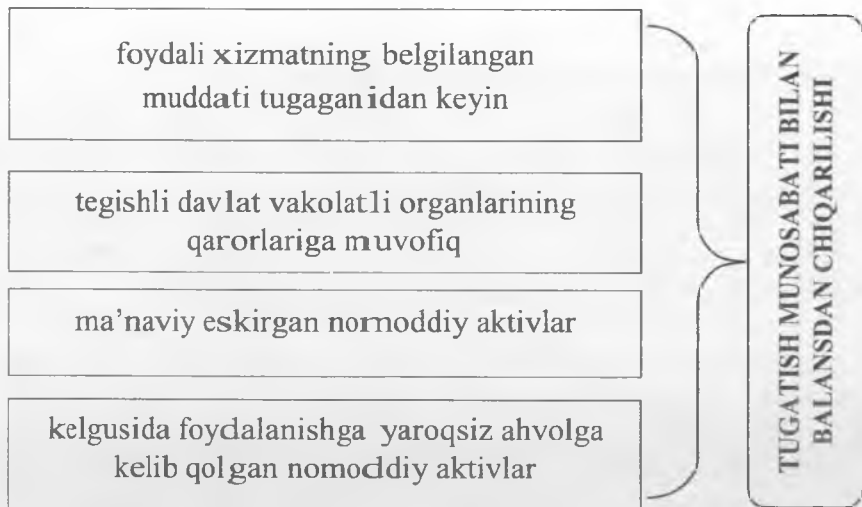 foydali xizmatning belgilangan
muddati tugaganidan keyin
tegishli davlat vakolatli organlarining
qarorlariga muvofiq
ma’naviy eskirgan nomoddiy aktivlar
kelgusida foydalanishga yaroqsiz ahvolga
kelib qolgan nomoddiy aktivlar
TUGATISH MUNOSABATI BILAN
BALANSDAN CHIQARILISHI